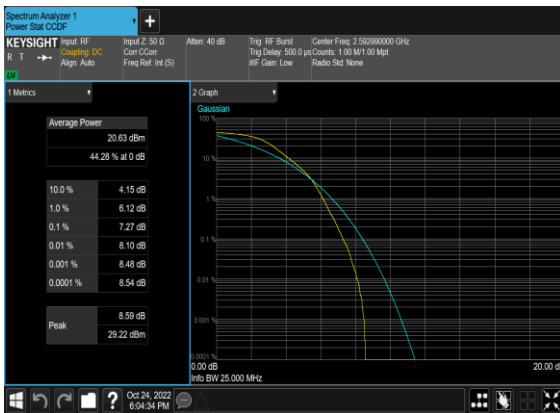 Spectrum Analyzer 1
Power Stat CCDF
+
KEYSIGHT
R T
LV
Input: RF
Coupling: DC
Align: Auto
Input Z: 50 Ω
Corr CCorr
Freq Ref: Int (S)
Atten: 40 dB
Trig: RF Burst
Trig Delay: 500.0 µs
#IF Gain: Low
Center Freq: 2.592990000 GHz
Counts: 1.00 M/1.00 Mpt
Radio Std: None
1 Metrics
Average Power
20.63 dBm
44.28 % at 0 dB
10.0 % 4.15 dB
1.0 % 6.12 dB
0.1 % 7.27 dB
0.01 % 8.10 dB
0.001 % 8.48 dB
0.0001 % 8.54 dB
Peak
8.59 dB
29.22 dBm
2 Graph
Gaussian
100 %
10 %
1 %
0.1 %
0.01 %
0.001 %
0.0001 %
0.00 dB
20.00 d
Info BW 25.000 MHz
?
Oct 24, 2022
6:04:34 PM